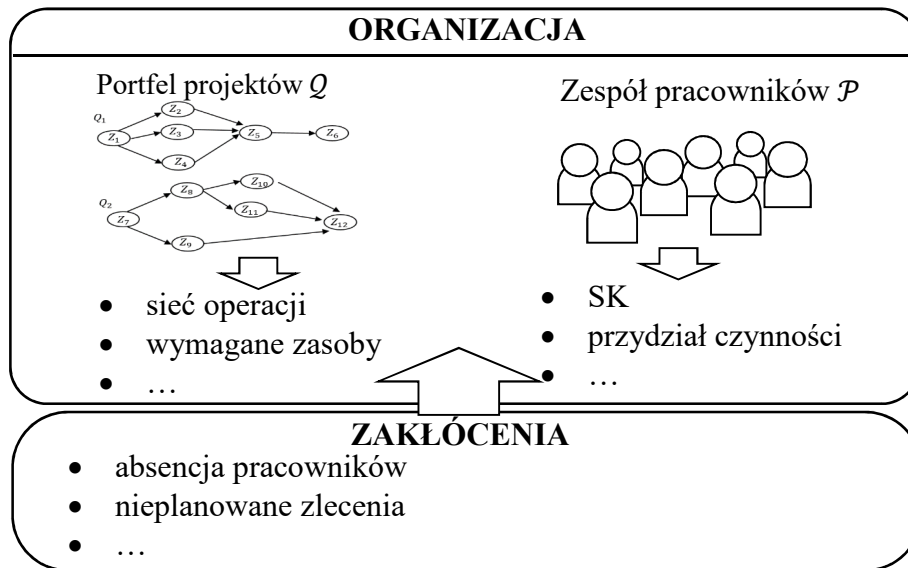 ORGANIZACJA
Portfel projektów 𝒬
Q₁
Z₁
Z₂
Z₃
Z₄
Z₅
Z₆
Q₂
Z₇
Z₈
Z₉
Z₁₀
Z₁₁
Z₁₂
• sieć operacji
• wymagane zasoby
• …
Zespół pracowników 𝒫
• SK
• przydział czynności
• …
ZAKŁÓCENIA
• absencja pracowników
• nieplanowane zlecenia
• …